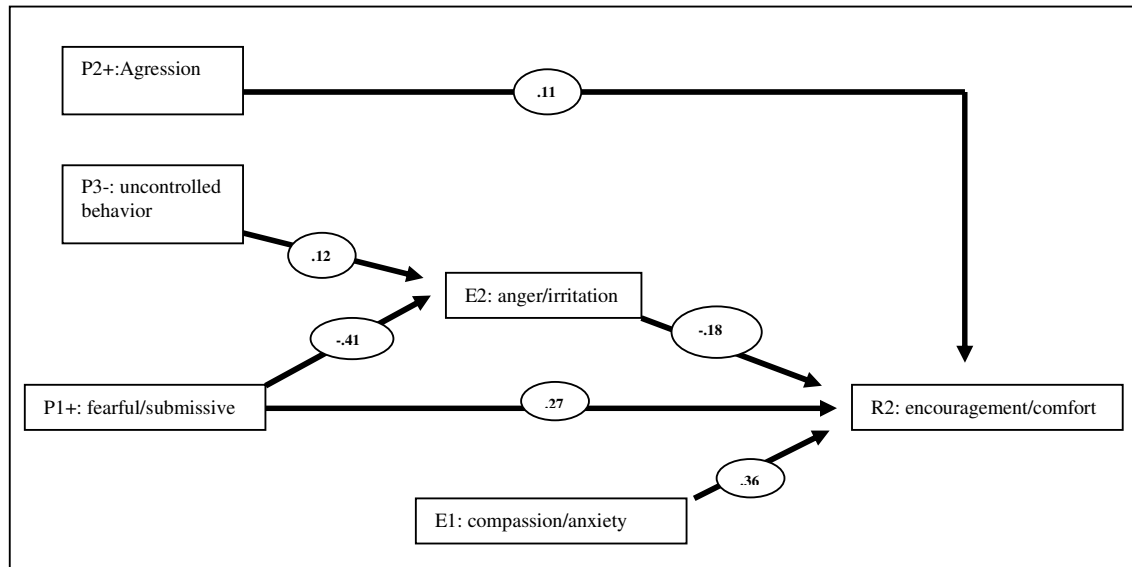 P2+:Agression
.11
P3-: uncontrolled
behavior
.12
E2: anger/irritation
-.18
-.41
P1+: fearful/submissive
.27
R2: encouragement/comfort
.36
E1: compassion/anxiety